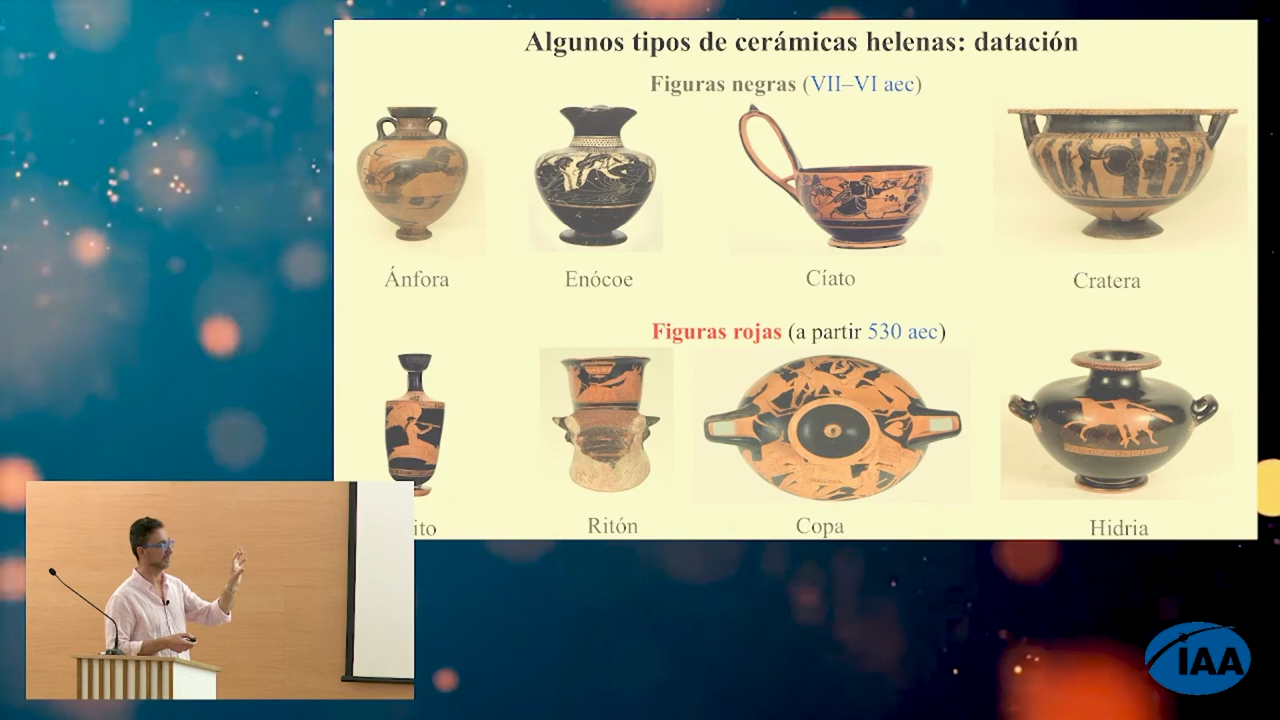 Algunos tipos de cerámicas helenas: datación
Figuras negras (VII–VI aec)
Ánfora
Enócoe
Cíato
Cratera
Figuras rojas (a partir 530 aec)
ito
Ritón
Copa
Hidria
IAA